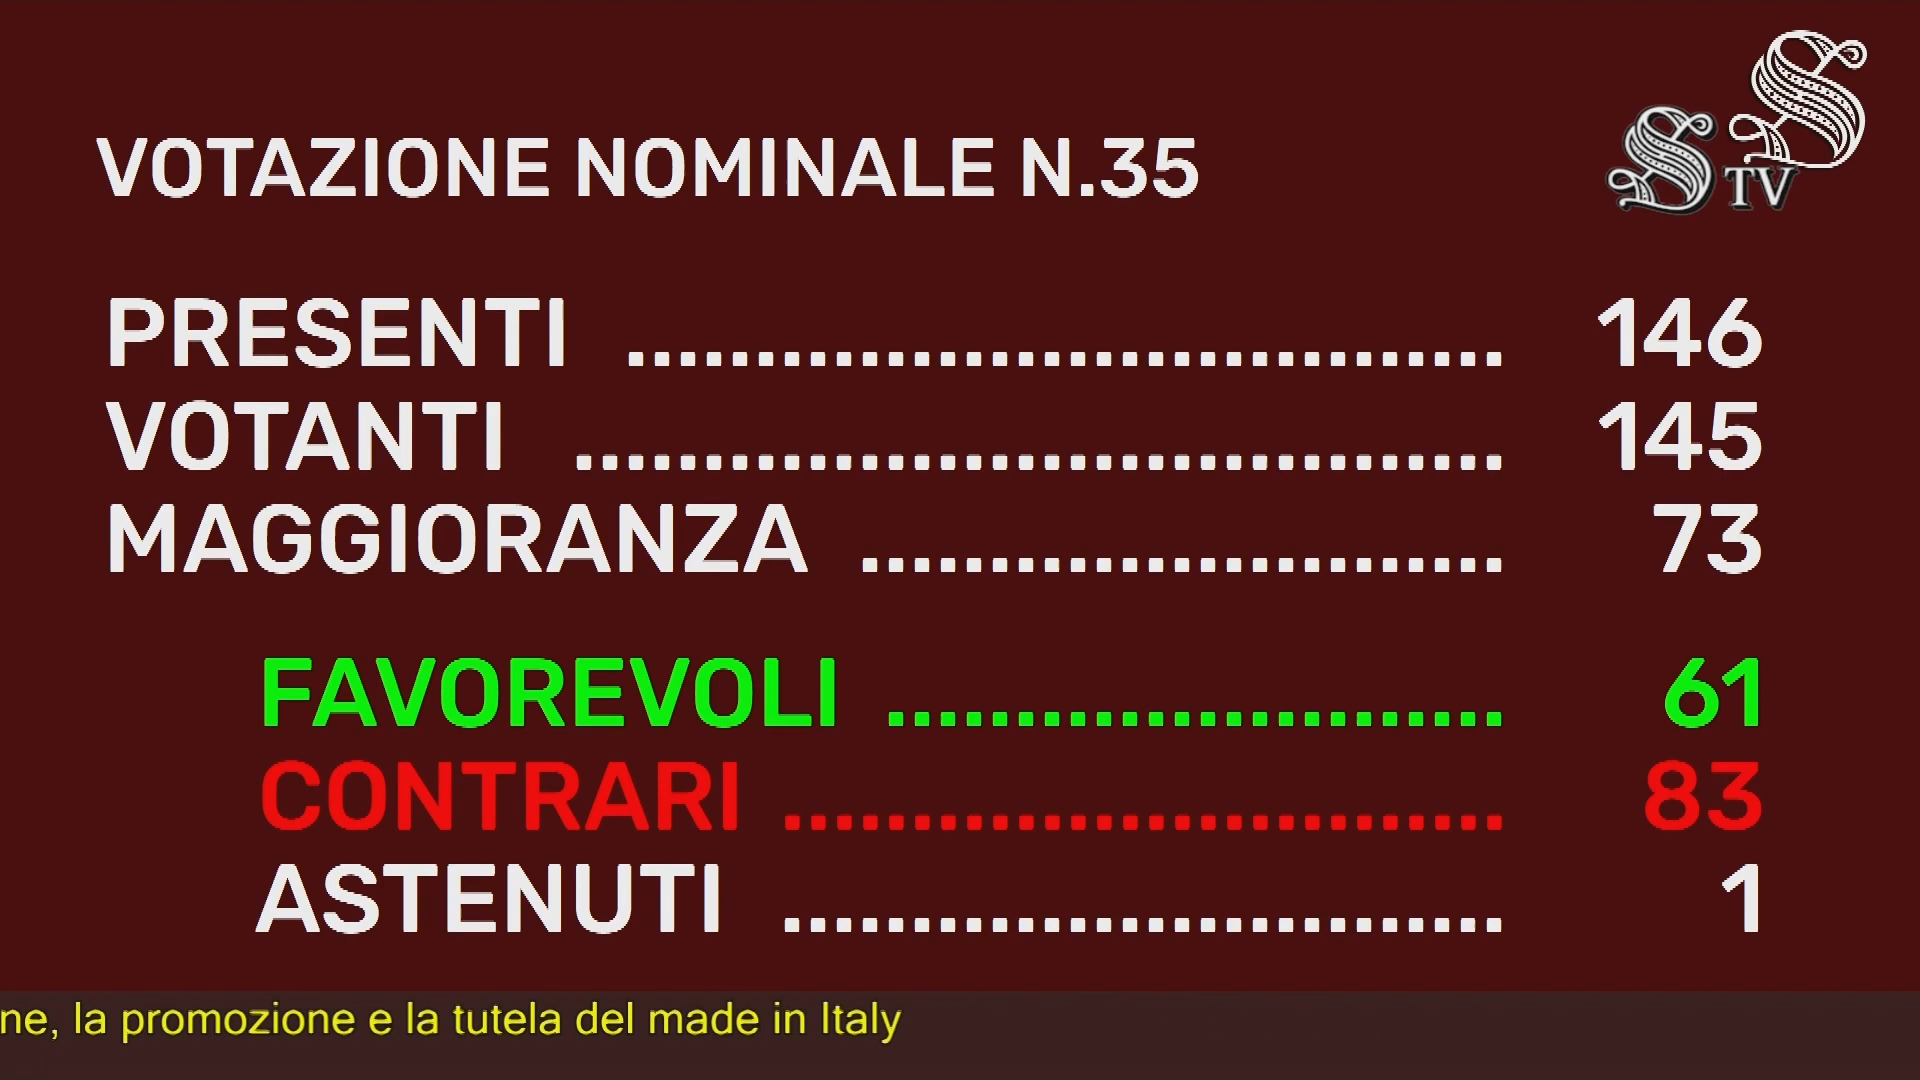 VOTAZIONE NOMINALE N.35
S TV S
PRESENTI .................................. 146
VOTANTI .................................... 145
MAGGIORANZA ......................... 73
FAVOREVOLI ........................ 61
CONTRARI ............................ 83
ASTENUTI ............................ 1
ne, la promozione e la tutela del made in Italy